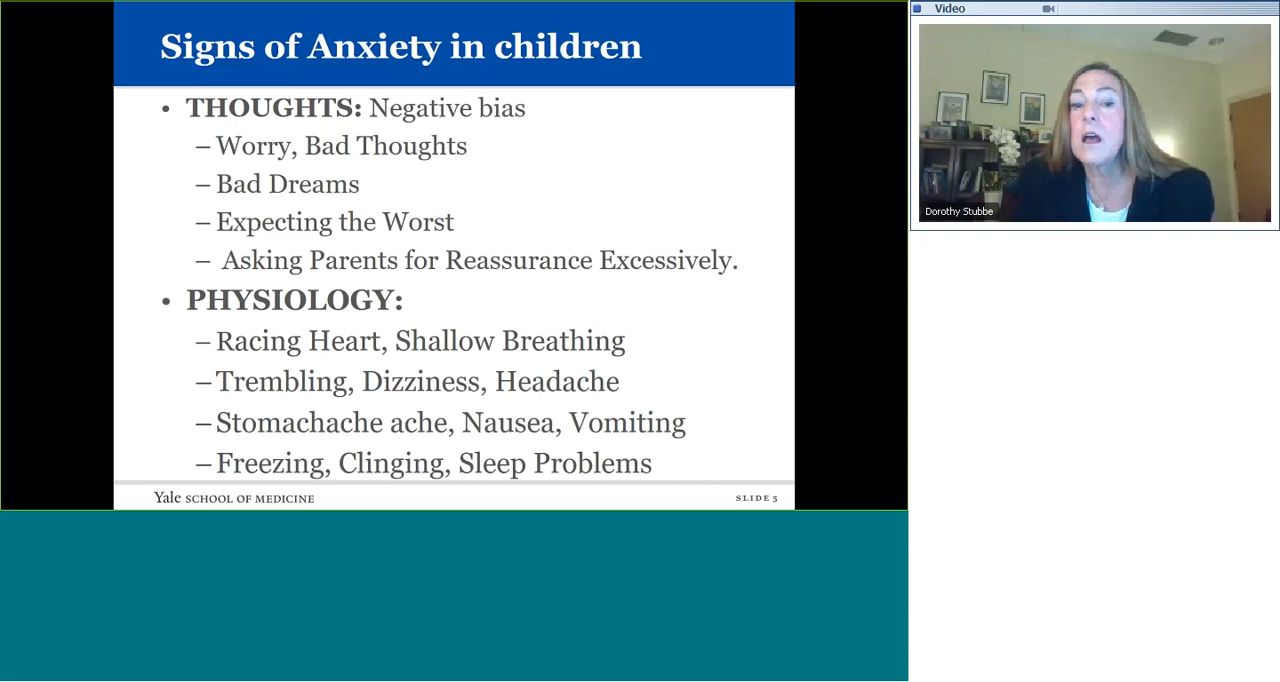 Signs of Anxiety in children
• THOUGHTS: Negative bias
– Worry, Bad Thoughts
– Bad Dreams
– Expecting the Worst
– Asking Parents for Reassurance Excessively.
• PHYSIOLOGY:
– Racing Heart, Shallow Breathing
– Trembling, Dizziness, Headache
– Stomachache ache, Nausea, Vomiting
– Freezing, Clinging, Sleep Problems
Yale SCHOOL OF MEDICINE
SLIDE 5
Video
Dorothy Stubbe